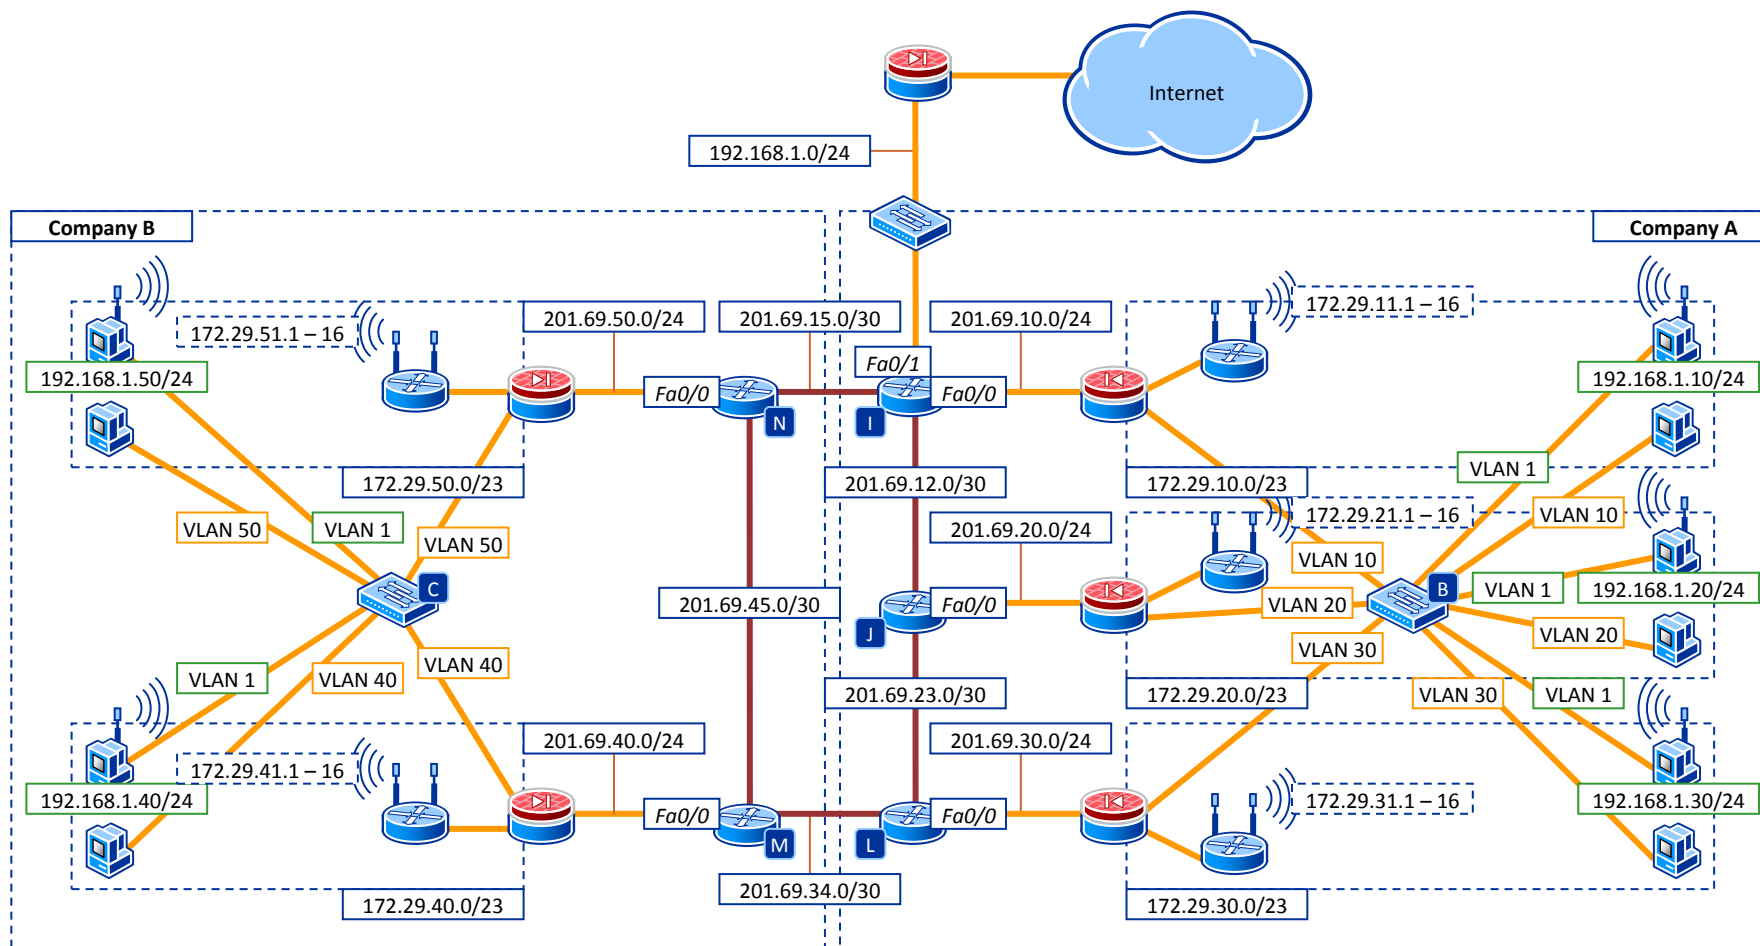 Internet
192.168.1.0/24
Company B
Company A
172.29.51.1 – 16
201.69.50.0/24
201.69.15.0/30
201.69.10.0/24
172.29.11.1 – 16
192.168.1.50/24
Fa0/1
192.168.1.10/24
Fa0/0
Fa0/0
N
I
172.29.50.0/23
201.69.12.0/30
172.29.10.0/23
VLAN 1
VLAN 50
VLAN 1
VLAN 50
201.69.20.0/24
172.29.21.1 – 16
VLAN 10
VLAN 10
C
201.69.45.0/30
Fa0/0
VLAN 20
B
VLAN 1
192.168.1.20/24
J
VLAN 20
VLAN 1
VLAN 40
VLAN 40
VLAN 30
201.69.23.0/30
172.29.20.0/23
VLAN 30
VLAN 1
172.29.41.1 – 16
201.69.40.0/24
201.69.30.0/24
172.29.31.1 – 16
192.168.1.40/24
192.168.1.30/24
Fa0/0
Fa0/0
M
L
172.29.40.0/23
201.69.34.0/30
172.29.30.0/23